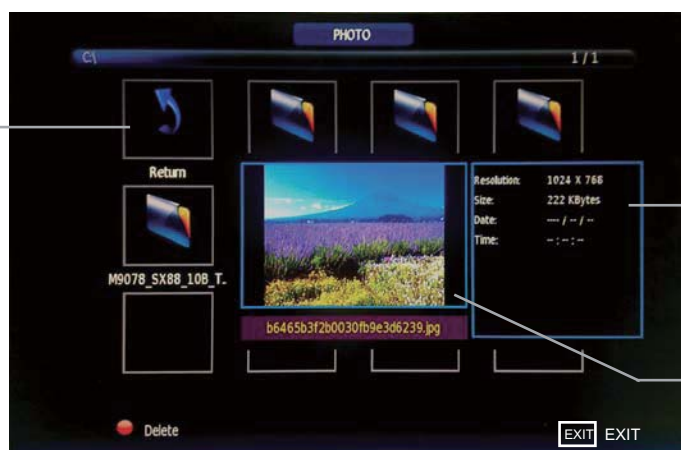 PHOTO
C:\ 1 / 1
Return
Resolution: 1024 X 768
Size: 222 KBytes
Date: ---- / -- / --
Time: -- : -- : --
M9078_SX88_10B_T..
b6465b3f2b0030fb9e3d6239.jpg
Delete
EXIT EXIT